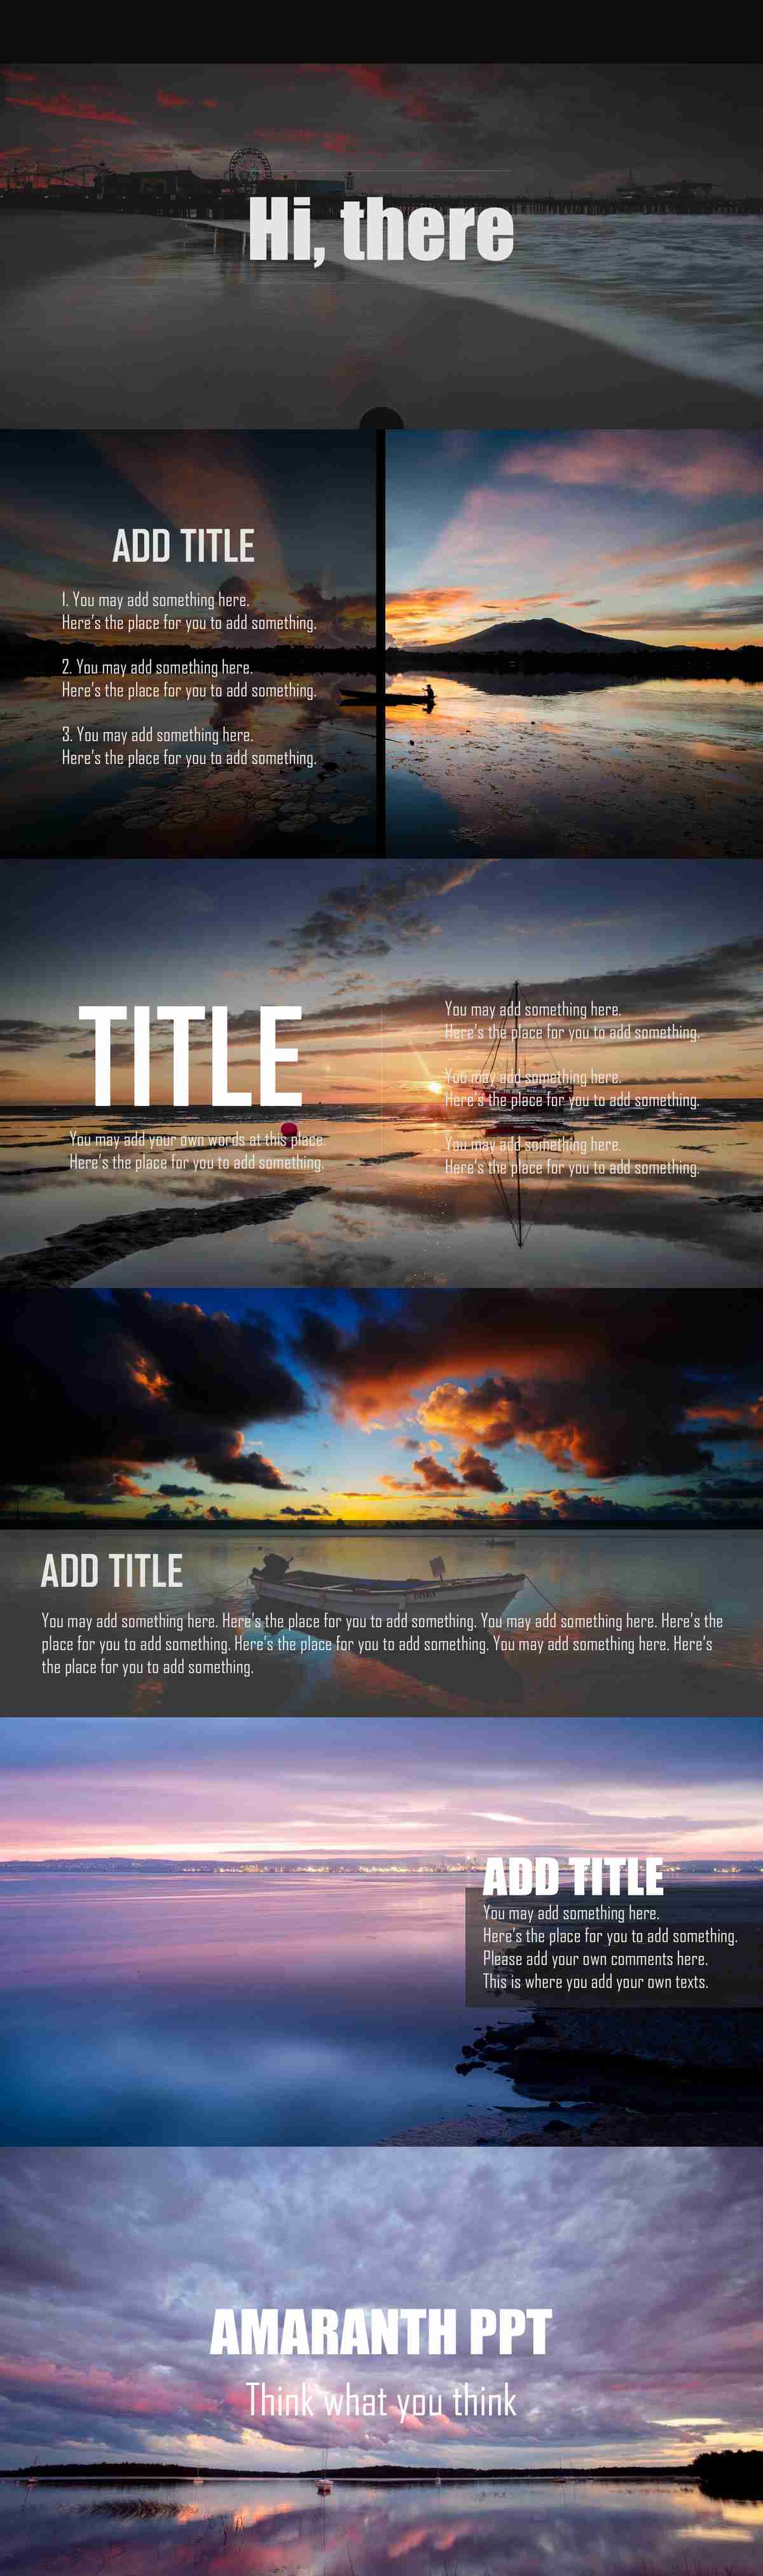 Hi, there
ADD TITLE
1. You may add something here.
Here's the place for you to add something.
2. You may add something here.
Here's the place for you to add something.
3. You may add something here.
Here's the place for you to add something.
TITLE
You may add your own words at this place.
Here's the place for you to add something.
You may add something here.
Here's the place for you to add something.
You may add something here.
Here's the place for you to add something.
You may add something here.
Here's the place for you to add something.
ADD TITLE
You may add something here. Here's the place for you to add something. You may add something here. Here's the
place for you to add something. Here's the place for you to add something. You may add something here. Here's
the place for you to add something.
ADD TITLE
You may add something here.
Here's the place for you to add something.
Please add your own comments here.
This is where you add your own texts.
AMARANTH PPT
Think what you think